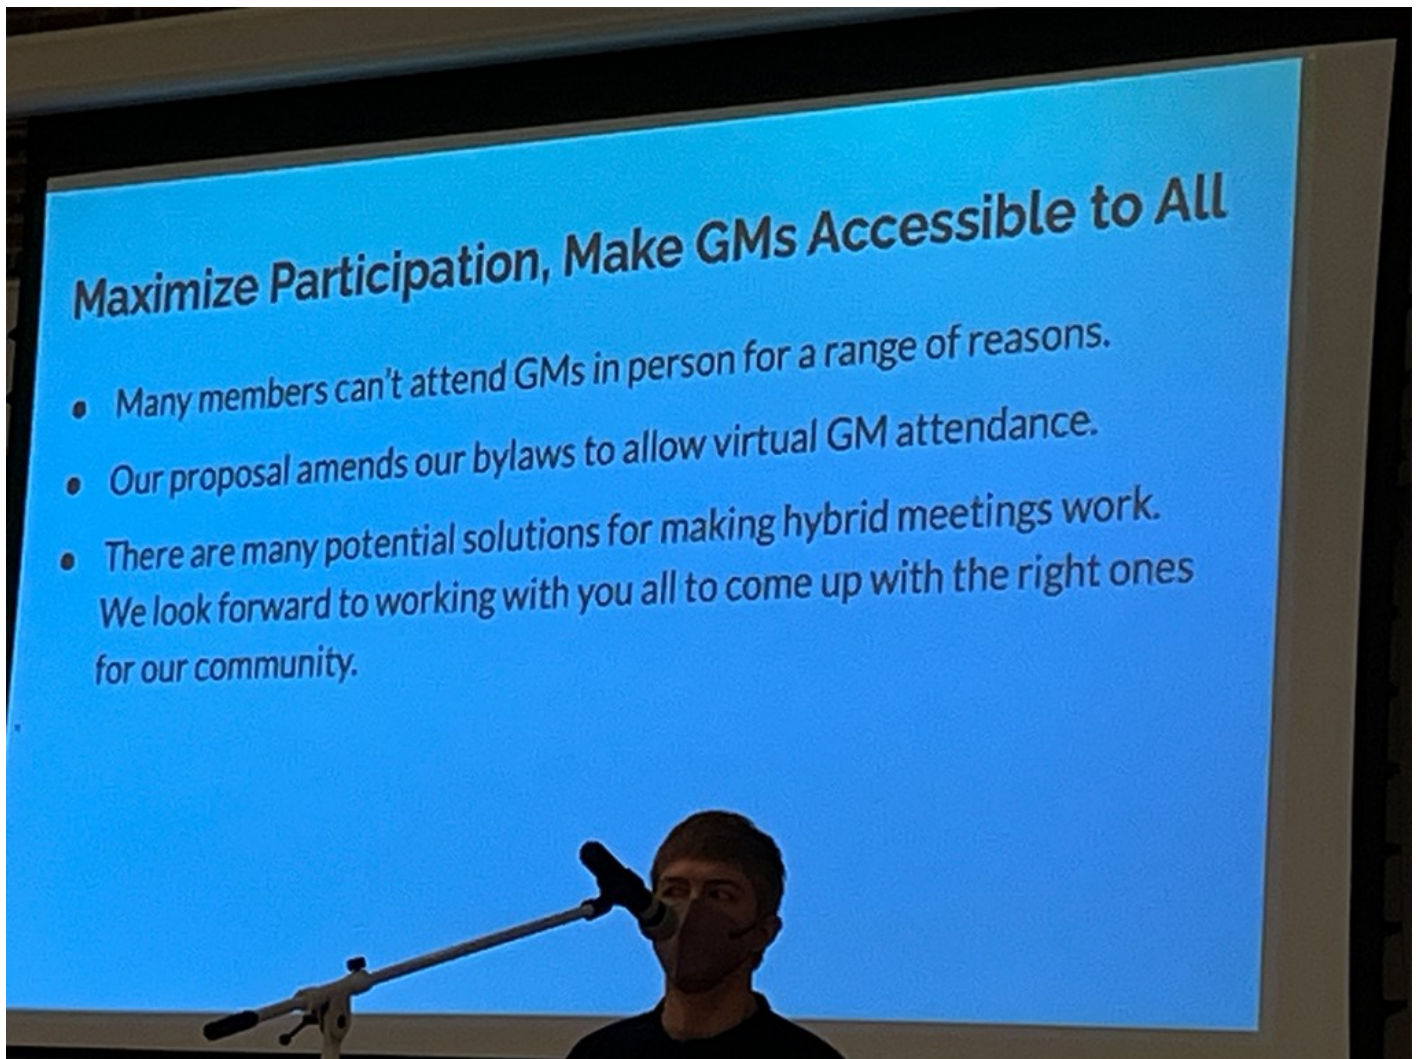 Maximize Participation, Make GMs Accessible to All
• Many members can't attend GMs in person for a range of reasons.
• Our proposal amends our bylaws to allow virtual GM attendance.
• There are many potential solutions for making hybrid meetings work.
We look forward to working with you all to come up with the right ones
for our community.